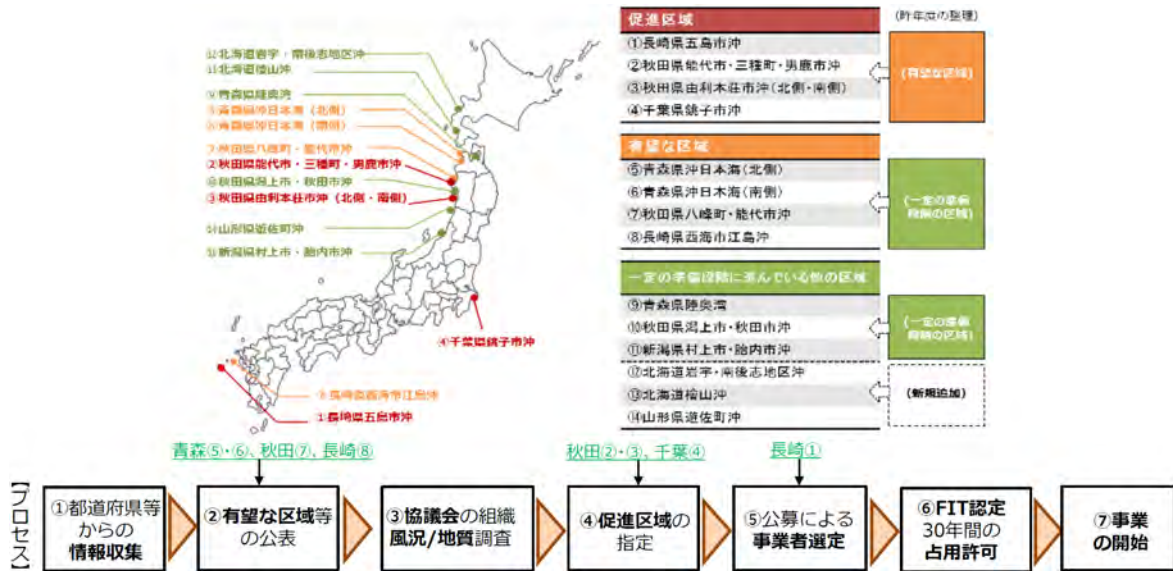 ⑫北海道岩宇・南後志地区沖
⑬北海道檜山沖
⑨青森県陸奥湾
⑤青森県沖日本海(北側)
⑥青森県沖日本海(南側)
⑦秋田県八峰町・能代市沖
②秋田県能代市・三種町・男鹿市沖
⑩秋田県潟上市・秋田市沖
③秋田県由利本荘市沖(北側・南側)
⑭山形県遊佐町沖
⑪新潟県村上市・胎内市沖
④千葉県銚子市沖
⑧長崎県西海市江島沖
①長崎県五島市沖
促進区域
①長崎県五島市沖
②秋田県能代市・三種町・男鹿市沖
③秋田県由利本荘市沖(北側・南側)
④千葉県銚子市沖
有望な区域
⑤青森県沖日本海(北側)
⑥青森県沖日本海(南側)
⑦秋田県八峰町・能代市沖
⑧長崎県西海市江島沖
一定の準備段階に進んでいる他の区域
⑨青森県陸奥湾
⑩秋田県潟上市・秋田市沖
⑪新潟県村上市・胎内市沖
⑫北海道岩宇・南後志地区沖
⑬北海道檜山沖
⑭山形県遊佐町沖
(昨年度の整理)
(有望な区域)
(一定の準備
段階の区域)
(一定の準備
段階の区域)
(新規追加)
青森⑤・⑥、秋田⑦、長崎⑧
秋田②・③、千葉④
長崎①
【プロセス】
①都道府県等
からの
情報収集
②有望な区域等
の公表
③協議会の組織
風況/地質調査
④促進区域の
指定
⑤公募による
事業者選定
⑥FIT認定
30年間の
占用許可
⑦事業
の開始